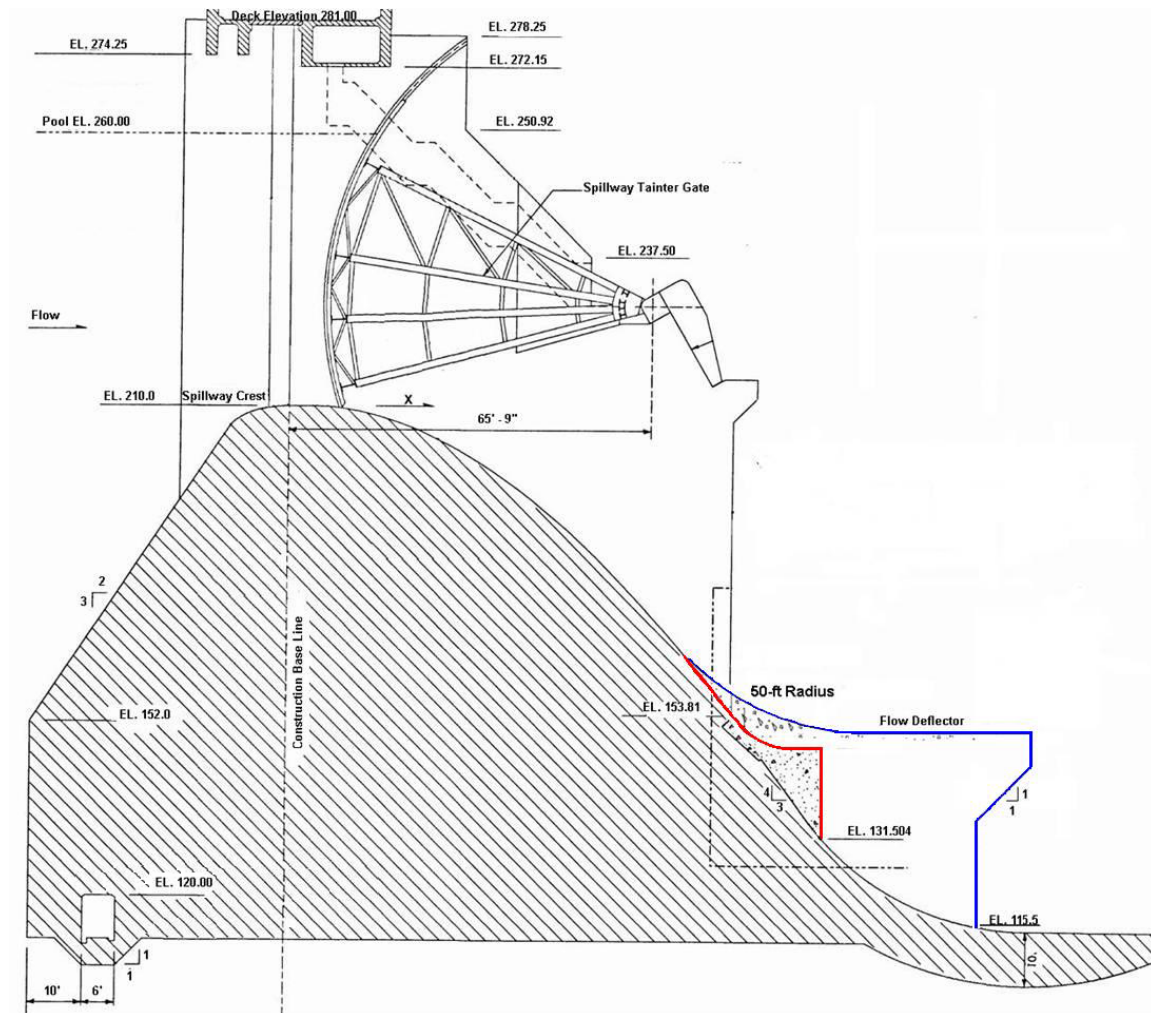 Deck Elevation 281.00
EL. 278.25
EL. 274.25
EL. 272.15
Pool EL. 260.00
EL. 250.92
Spillway Tainter Gate
EL. 237.50
Flow
EL. 210.0
Spillway Crest
X
65' - 9"
2
3
Construction Base Line
50-ft Radius
EL. 153.81
Flow Deflector
EL. 152.0
4
3
1
1
EL. 131.504
EL. 120.00
EL. 115.5
1
1
10'
6'
10.